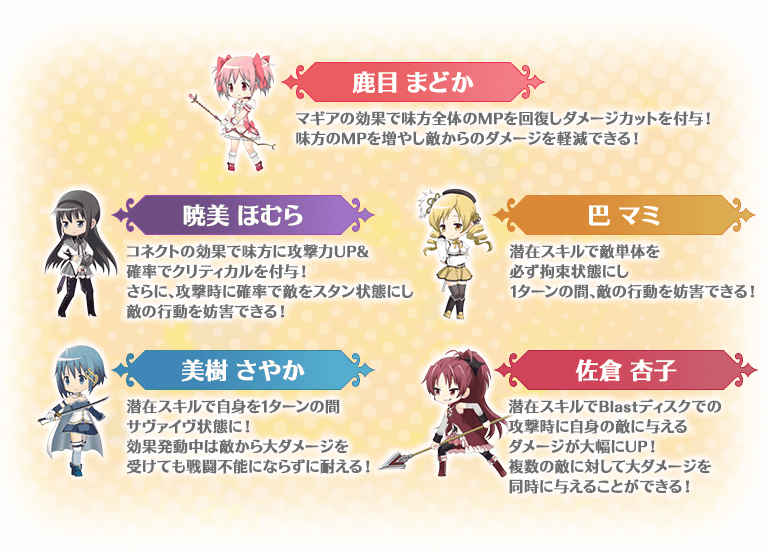 鹿目 まどか
マギアの効果で味方全体のMPを回復しダメージカットを付与!
味方のMPを増やし敵からのダメージを軽減できる!
暁美 ほむら
コネクトの効果で味方に攻撃力UP&
確率でクリティカルを付与!
さらに、攻撃時に確率で敵をスタン状態にし
敵の行動を妨害できる!
巴 マミ
潜在スキルで敵単体を
必ず拘束状態にし
1ターンの間、敵の行動を妨害できる!
美樹 さやか
潜在スキルで自身を1ターンの間
サヴァイヴ状態に!
効果発動中は敵から大ダメージを
受けても戦闘不能にならずに耐える!
佐倉 杏子
潜在スキルでBlastディスクでの
攻撃時に自身の敵に与える
ダメージが大幅にUP!
複数の敵に対して大ダメージを
同時に与えることができる!